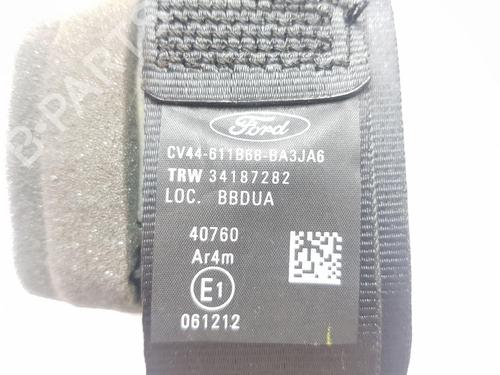 Ford
CV44-611B68-BA3JA6
TRW 34187282
LOC. BBDUA
40760
Ar4m
E1
061212
B-PARTS